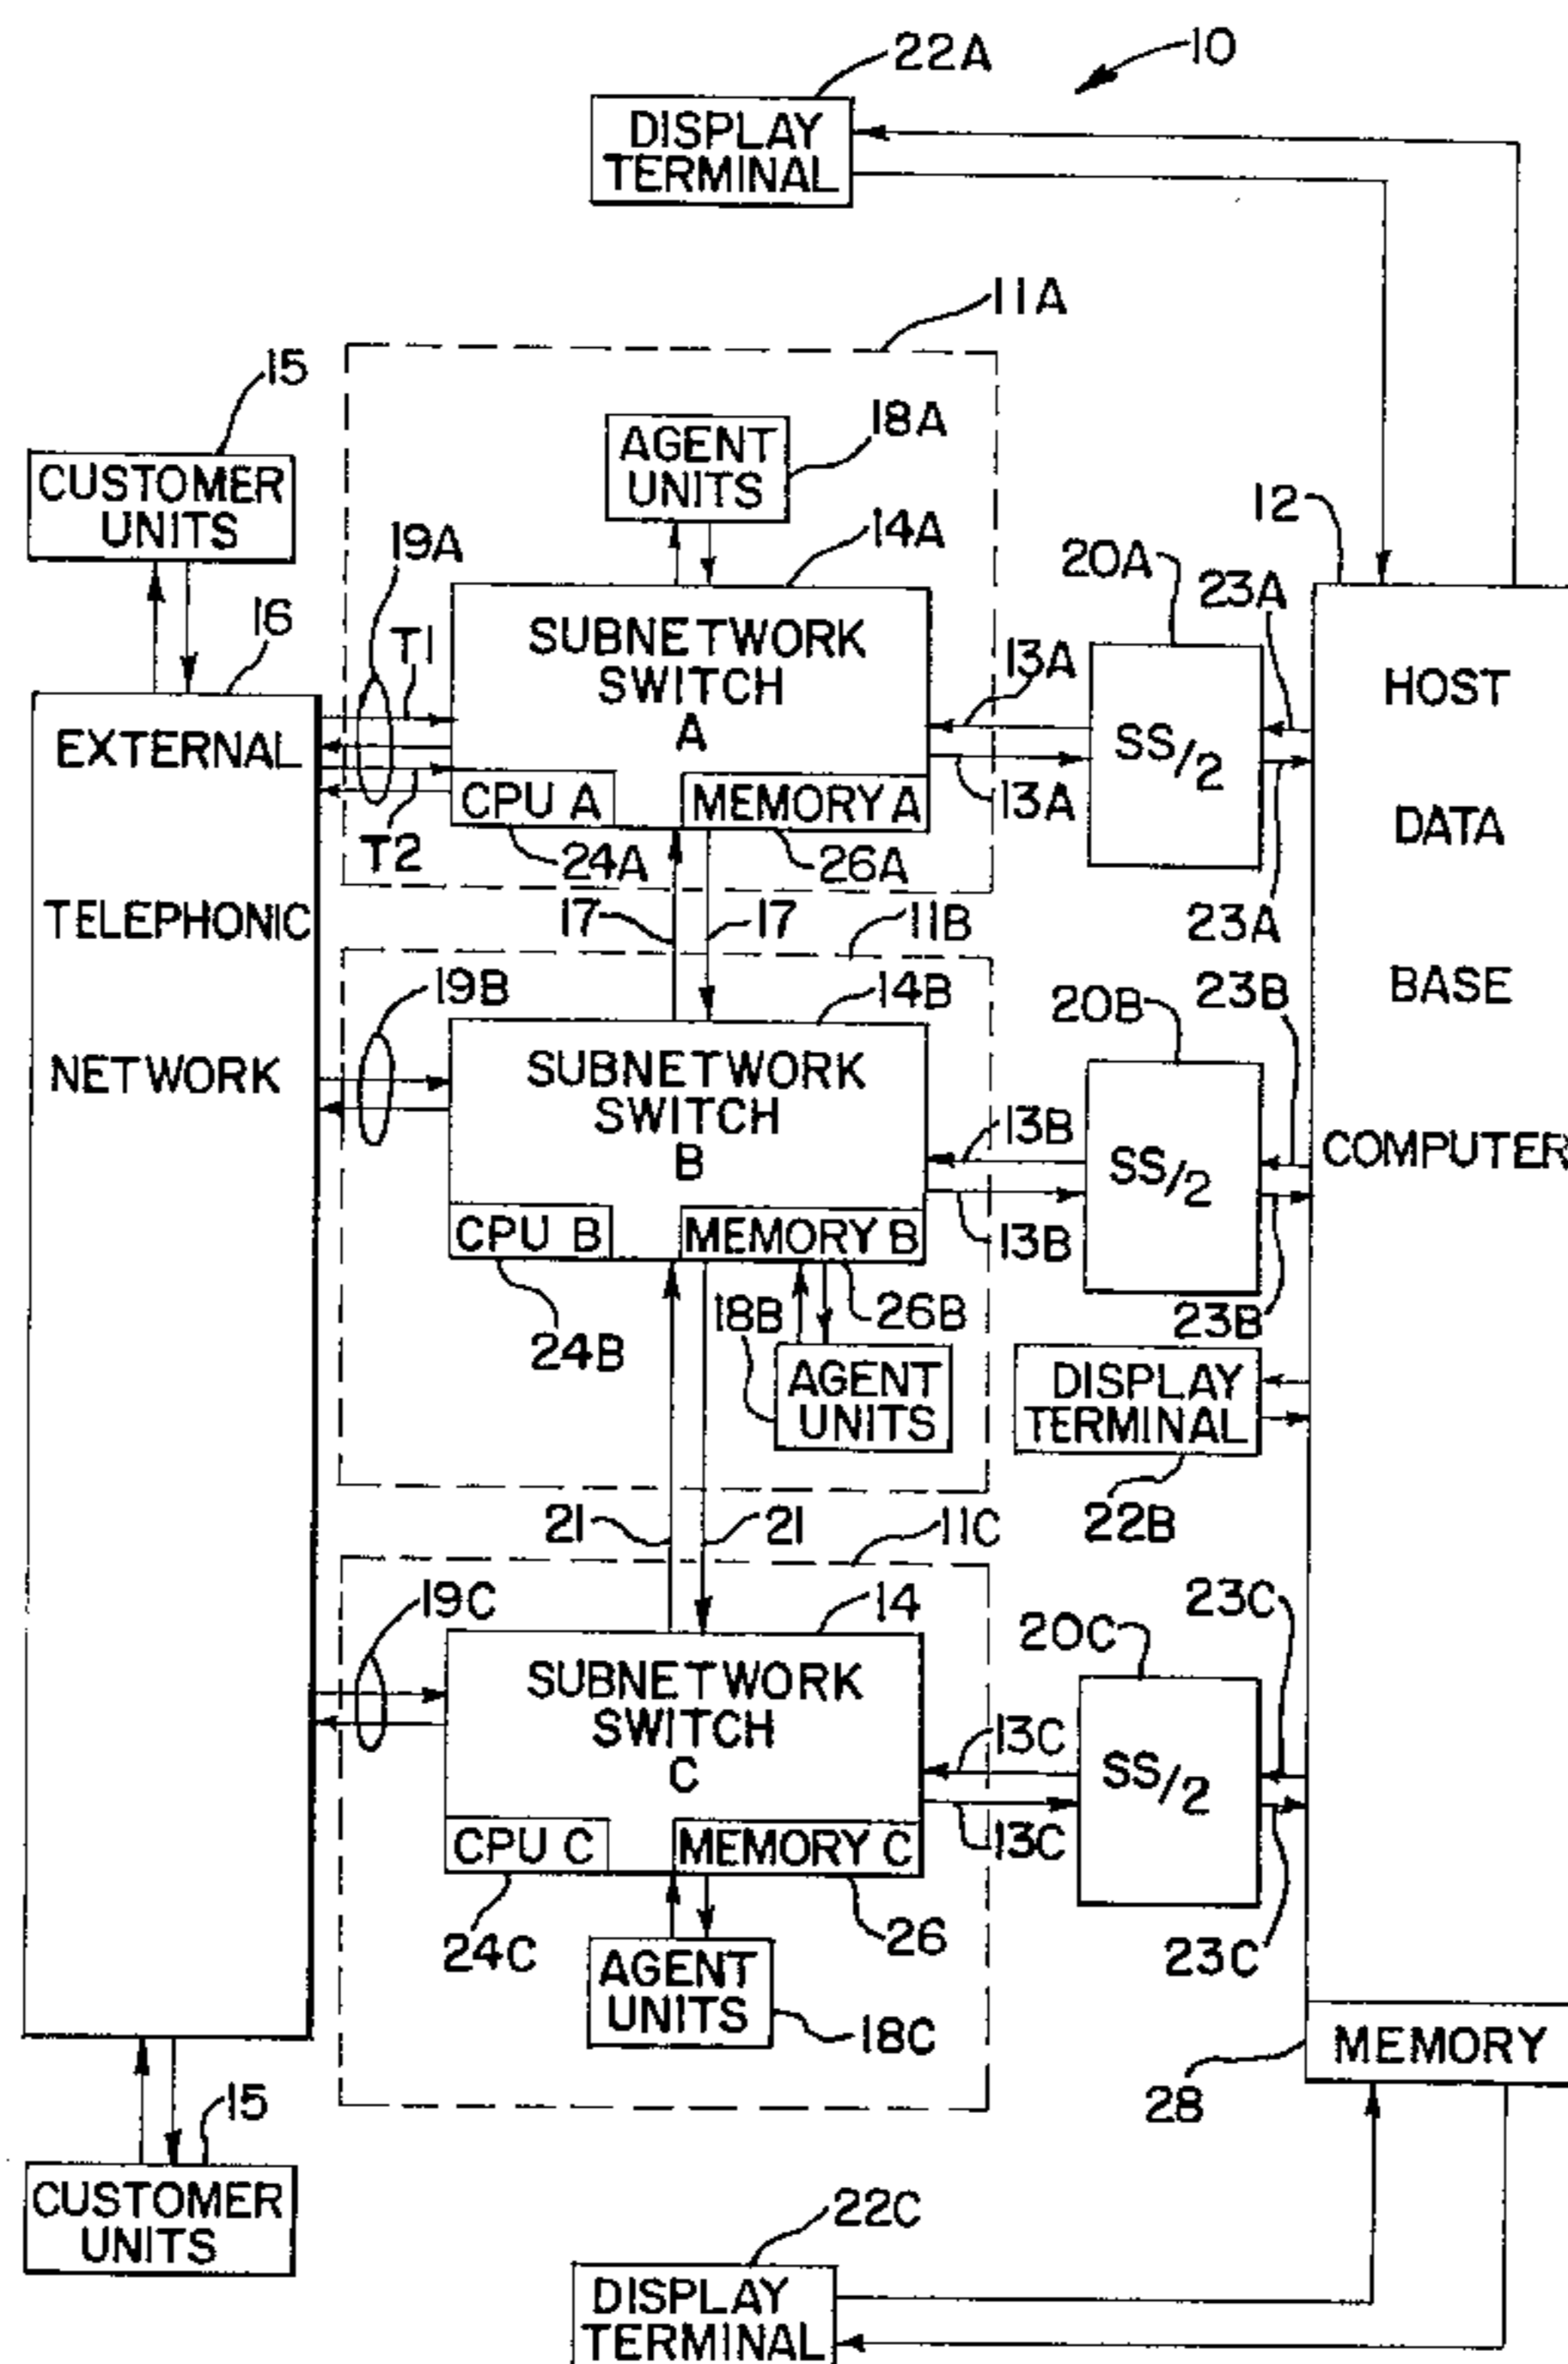 22A
10
DISPLAY
TERMINAL
11A
15
CUSTOMER
UNITS
18A
AGENT
UNITS
19A
14A
12
20A
23A
16
T1
SUBNETWORK
SWITCH
A
13A
HOST
EXTERNAL
SS/2
CPU A
MEMORY A
13A
DATA
T2
24A
26A
23A
TELEPHONIC
17
17
11B
19B
14B
20B
23B
BASE
NETWORK
SUBNETWORK
SWITCH
B
13B
SS/2
COMPUTER
CPU B
MEMORY B
13B
18B
26B
23B
24B
AGENT
UNITS
DISPLAY
TERMINAL
21
21
11C
22B
19C
14
20C
23C
SUBNETWORK
SWITCH
C
13C
SS/2
CPU C
MEMORY C
13C
24C
26
23C
AGENT
UNITS
18C
MEMORY
28
15
CUSTOMER
UNITS
22C
DISPLAY
TERMINAL